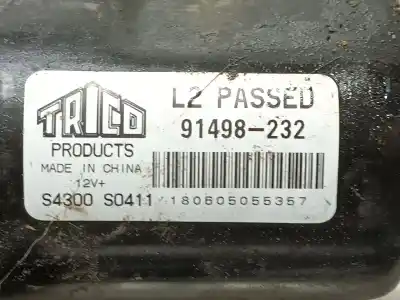 TRICO
PRODUCTS
MADE IN CHINA
12V+
S4300 S0411
L2 PASSED
91498-232
180605055357